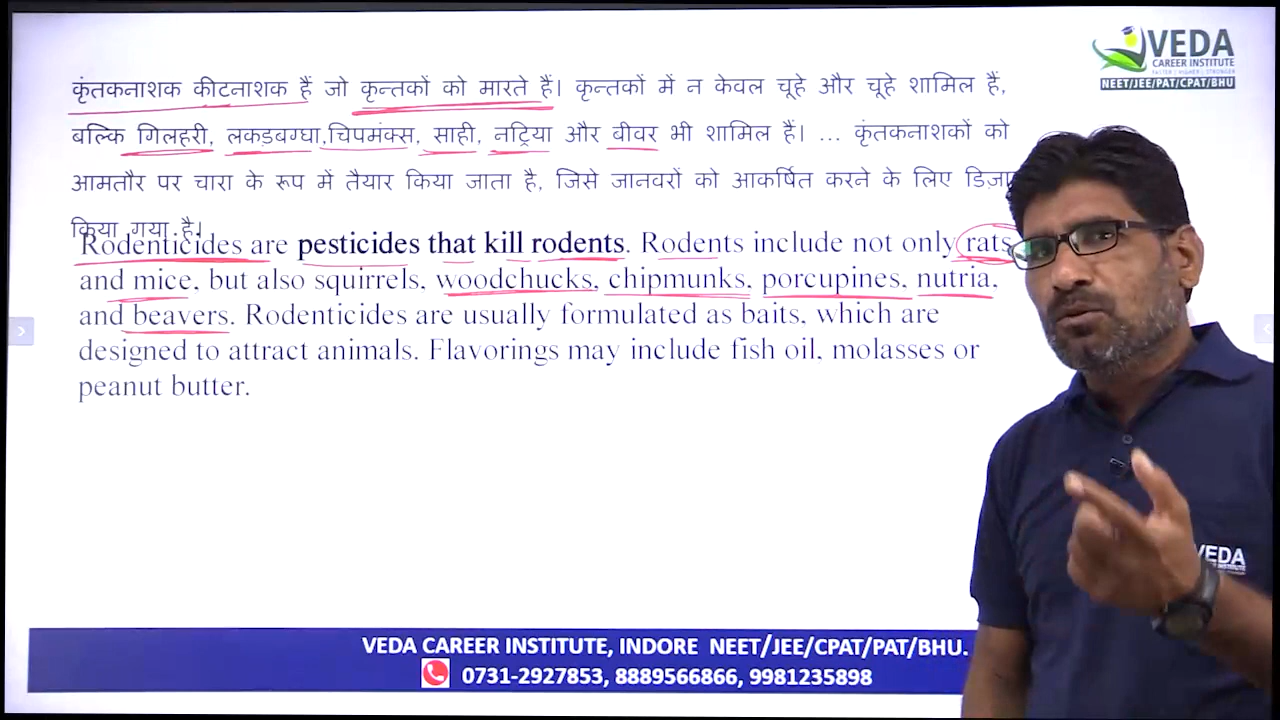 VEDA
CAREER INSTITUTE
FASTER | HIGHER | STRONGER
NEET/JEE/PAT/CPAT/BHU
कृंतकनाशक कीटनाशक हैं जो कृन्तकों को मारते हैं। कृन्तकों में न केवल चूहे और चूहे शामिल हैं,
बल्कि गिलहरी, लकड़बग्घा,चिपमंक्स, साही, नट्रिया और बीवर भी शामिल हैं। ... कृंतकनाशकों को
आमतौर पर चारा के रूप में तैयार किया जाता है, जिसे जानवरों को आकर्षित करने के लिए
किया गया है।
Rodenticides are pesticides that kill rodents. Rodents include not only rats
and mice, but also squirrels, woodchucks, chipmunks, porcupines, nutria,
and beavers. Rodenticides are usually formulated as baits, which are
designed to attract animals. Flavorings may include fish oil, molasses or
peanut butter.
VEDA
VEDA CAREER INSTITUTE, INDORE NEET/JEE/CPAT/PAT/BHU.
0731-2927853, 8889566866, 9981235898